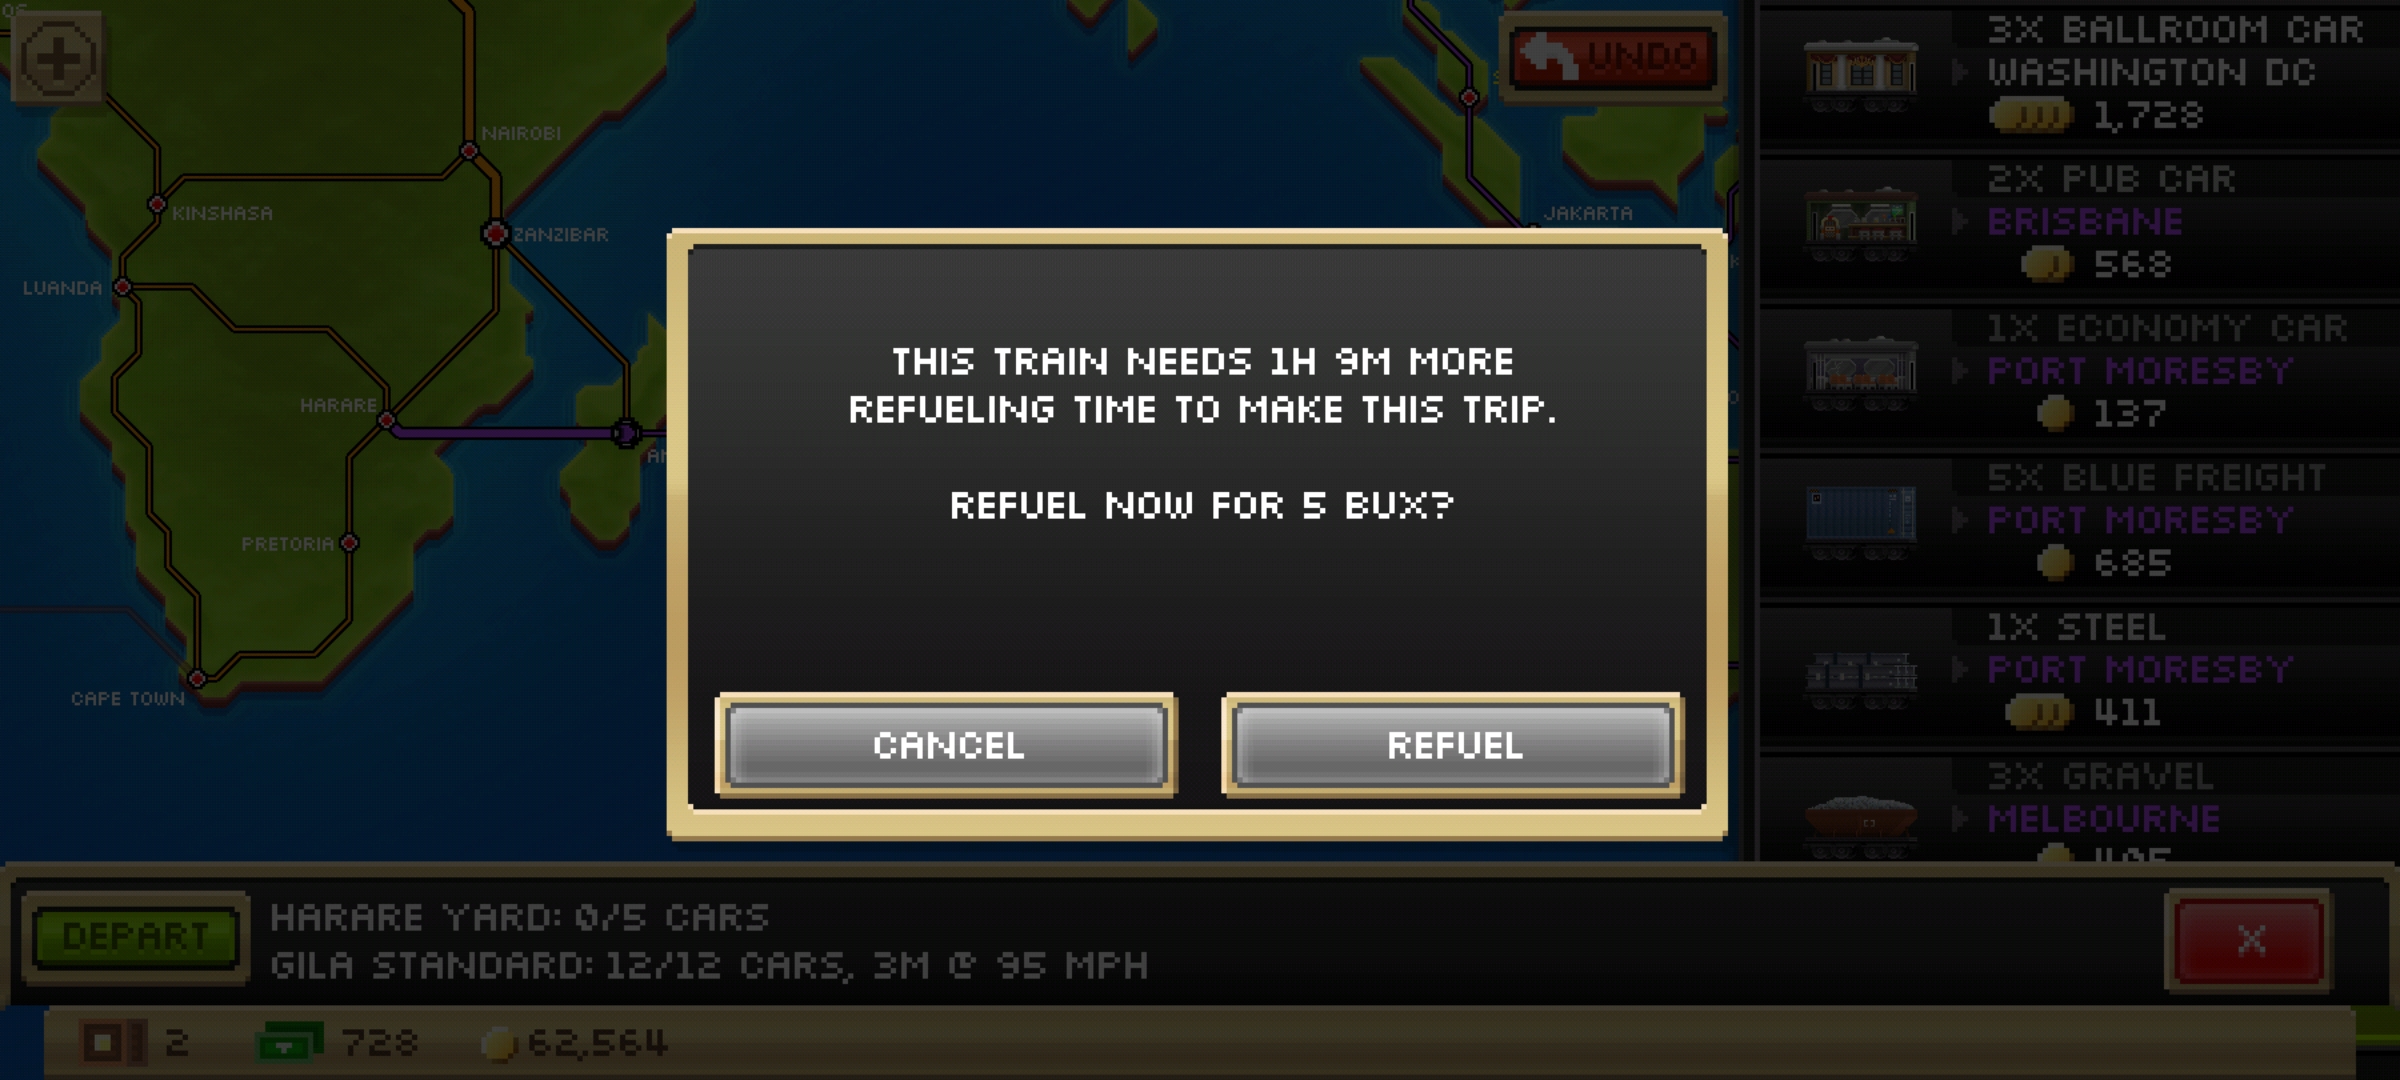 UNDO
NAIROBI
KINSHASA
ZANZIBAR
LUANDA
HARARE
PRETORIA
CAPE TOWN
JAKARTA
THIS TRAIN NEEDS 1H 9M MORE
REFUELING TIME TO MAKE THIS TRIP.
REFUEL NOW FOR 5 BUX?
CANCEL
REFUEL
3X BALLROOM CAR
WASHINGTON DC
1,728
2X PUB CAR
BRISBANE
568
1X ECONOMY CAR
PORT MORESBY
137
5X BLUE FREIGHT
PORT MORESBY
685
1X STEEL
PORT MORESBY
411
3X GRAVEL
MELBOURNE
405
DEPART
HARARE YARD: 0/5 CARS
GILA STANDARD: 12/12 CARS, 3M @ 95 MPH
X
2
728
62,564